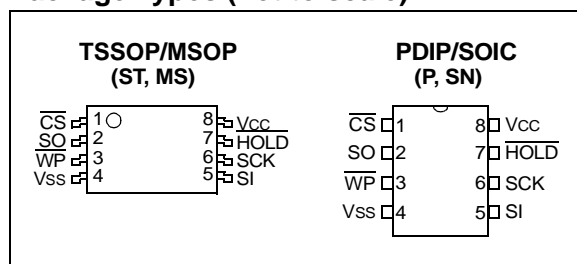 Package Types (not to scale)
TSSOP/MSOP
(ST, MS)
CS 1 8 VCC
SO 2 7 HOLD
WP 3 6 SCK
VSS 4 5 SI
PDIP/SOIC
(P, SN)
CS 1 8 VCC
SO 2 7 HOLD
WP 3 6 SCK
VSS 4 5 SI